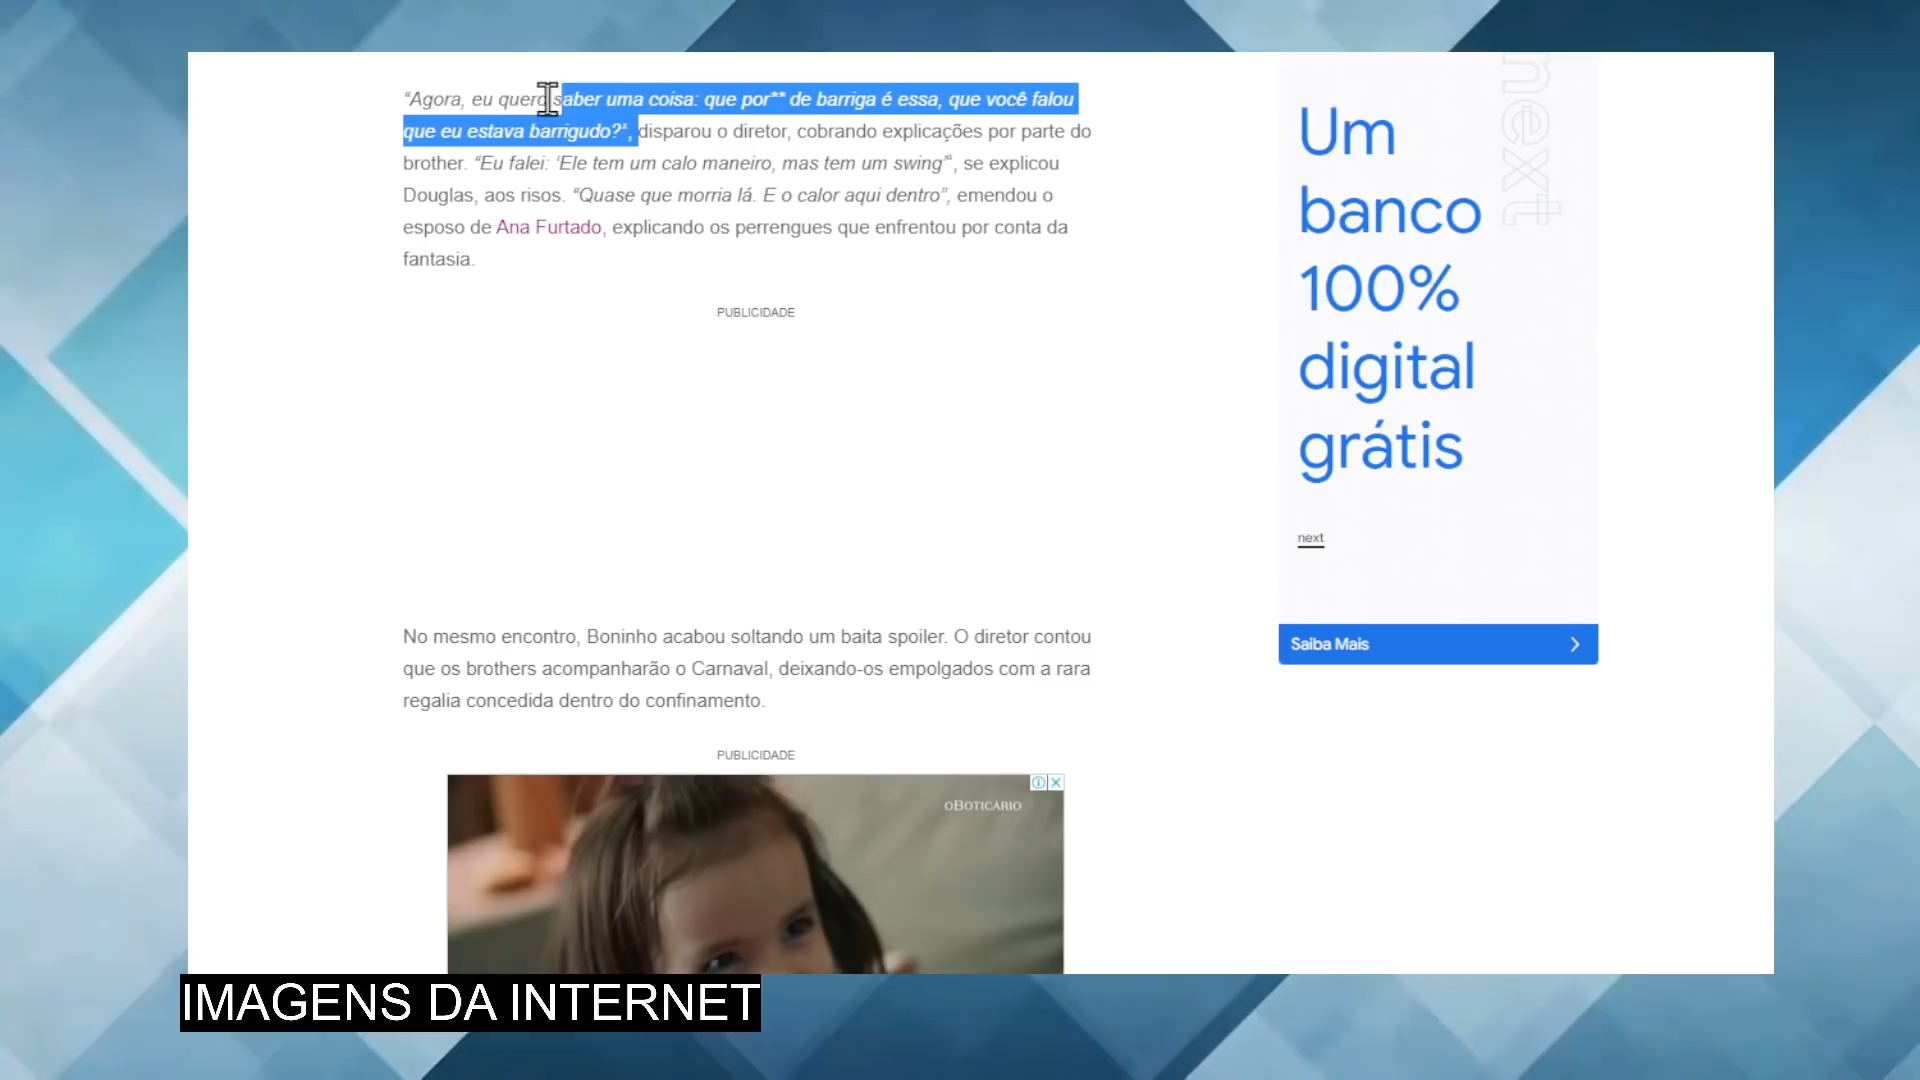 “Agora, eu quero saber uma coisa: que por** de barriga é essa, que você falou
que eu estava barrigudo?“, disparou o diretor, cobrando explicações por parte do
brother. “Eu falei: ‘Ele tem um calo maneiro, mas tem um swing’“, se explicou
Douglas, aos risos. “Quase que morria lá. E o calor aqui dentro”, emendou o
esposo de Ana Furtado, explicando os perrengues que enfrentou por conta da
fantasia.
PUBLICIDADE
No mesmo encontro, Boninho acabou soltando um baita spoiler. O diretor contou
que os brothers acompanharão o Carnaval, deixando-os empolgados com a rara
regalia concedida dentro do confinamento.
PUBLICIDADE
oBOTICÁRIO
next
Um
banco
100%
digital
grátis
next
Saiba Mais
IMAGENS DA INTERNET